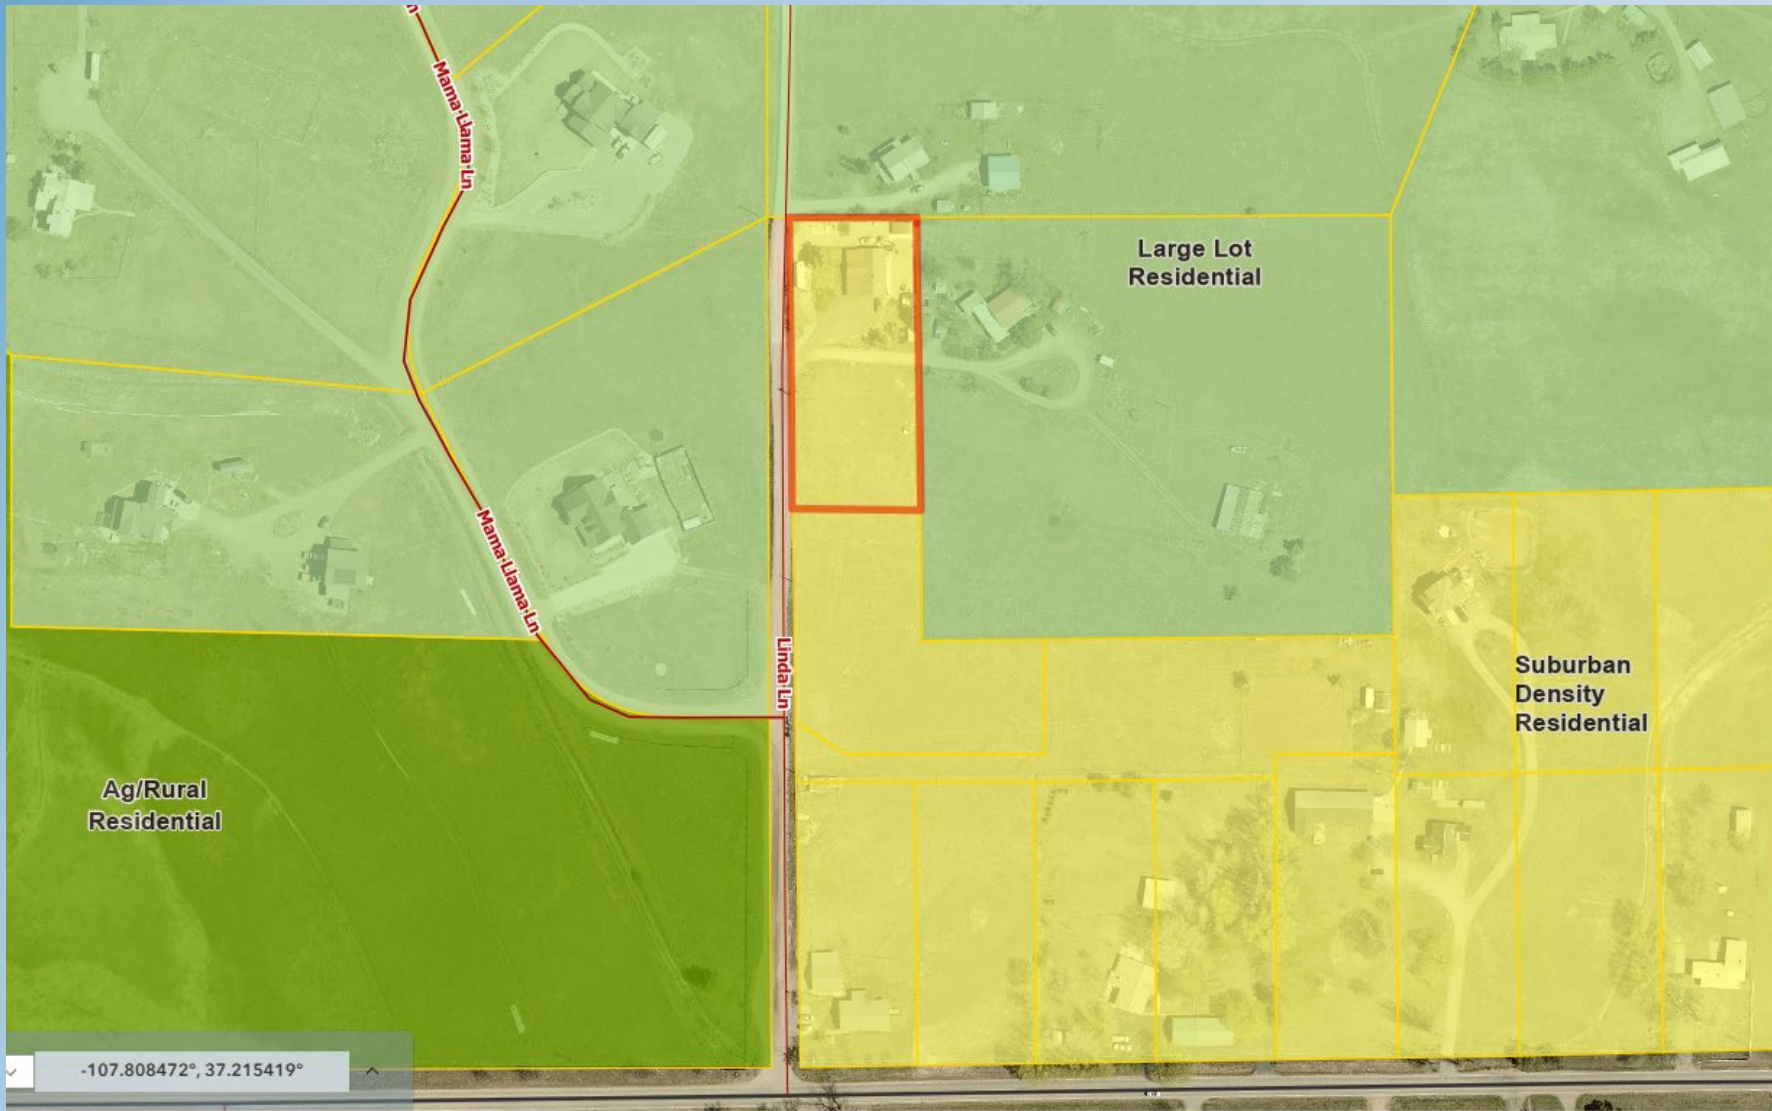 Mama Llama Ln
Large Lot
Residential
Mama Llama Ln
Linda Ln
Suburban
Density
Residential
Ag/Rural
Residential
-107.808472°, 37.215419°